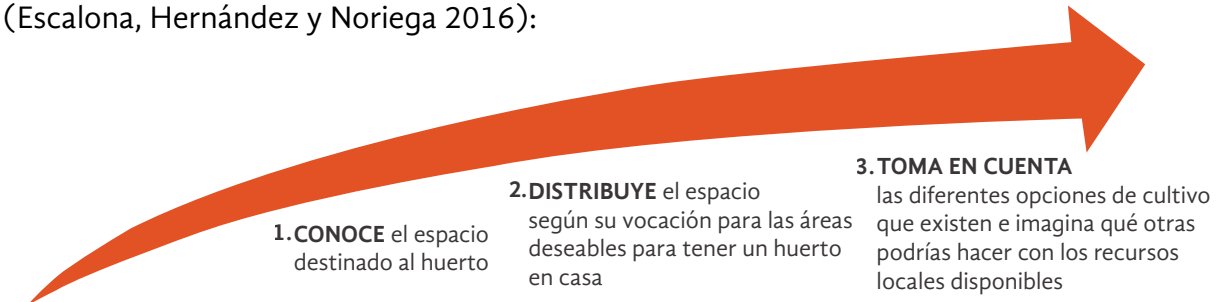 (Escalona, Hernández y Noriega 2016):
1. CONOCE el espacio
destinado al huerto
2. DISTRIBUYE el espacio
según su vocación para las áreas
deseables para tener un huerto
en casa
3. TOMA EN CUENTA
las diferentes opciones de cultivo
que existen e imagina qué otras
podrías hacer con los recursos
locales disponibles